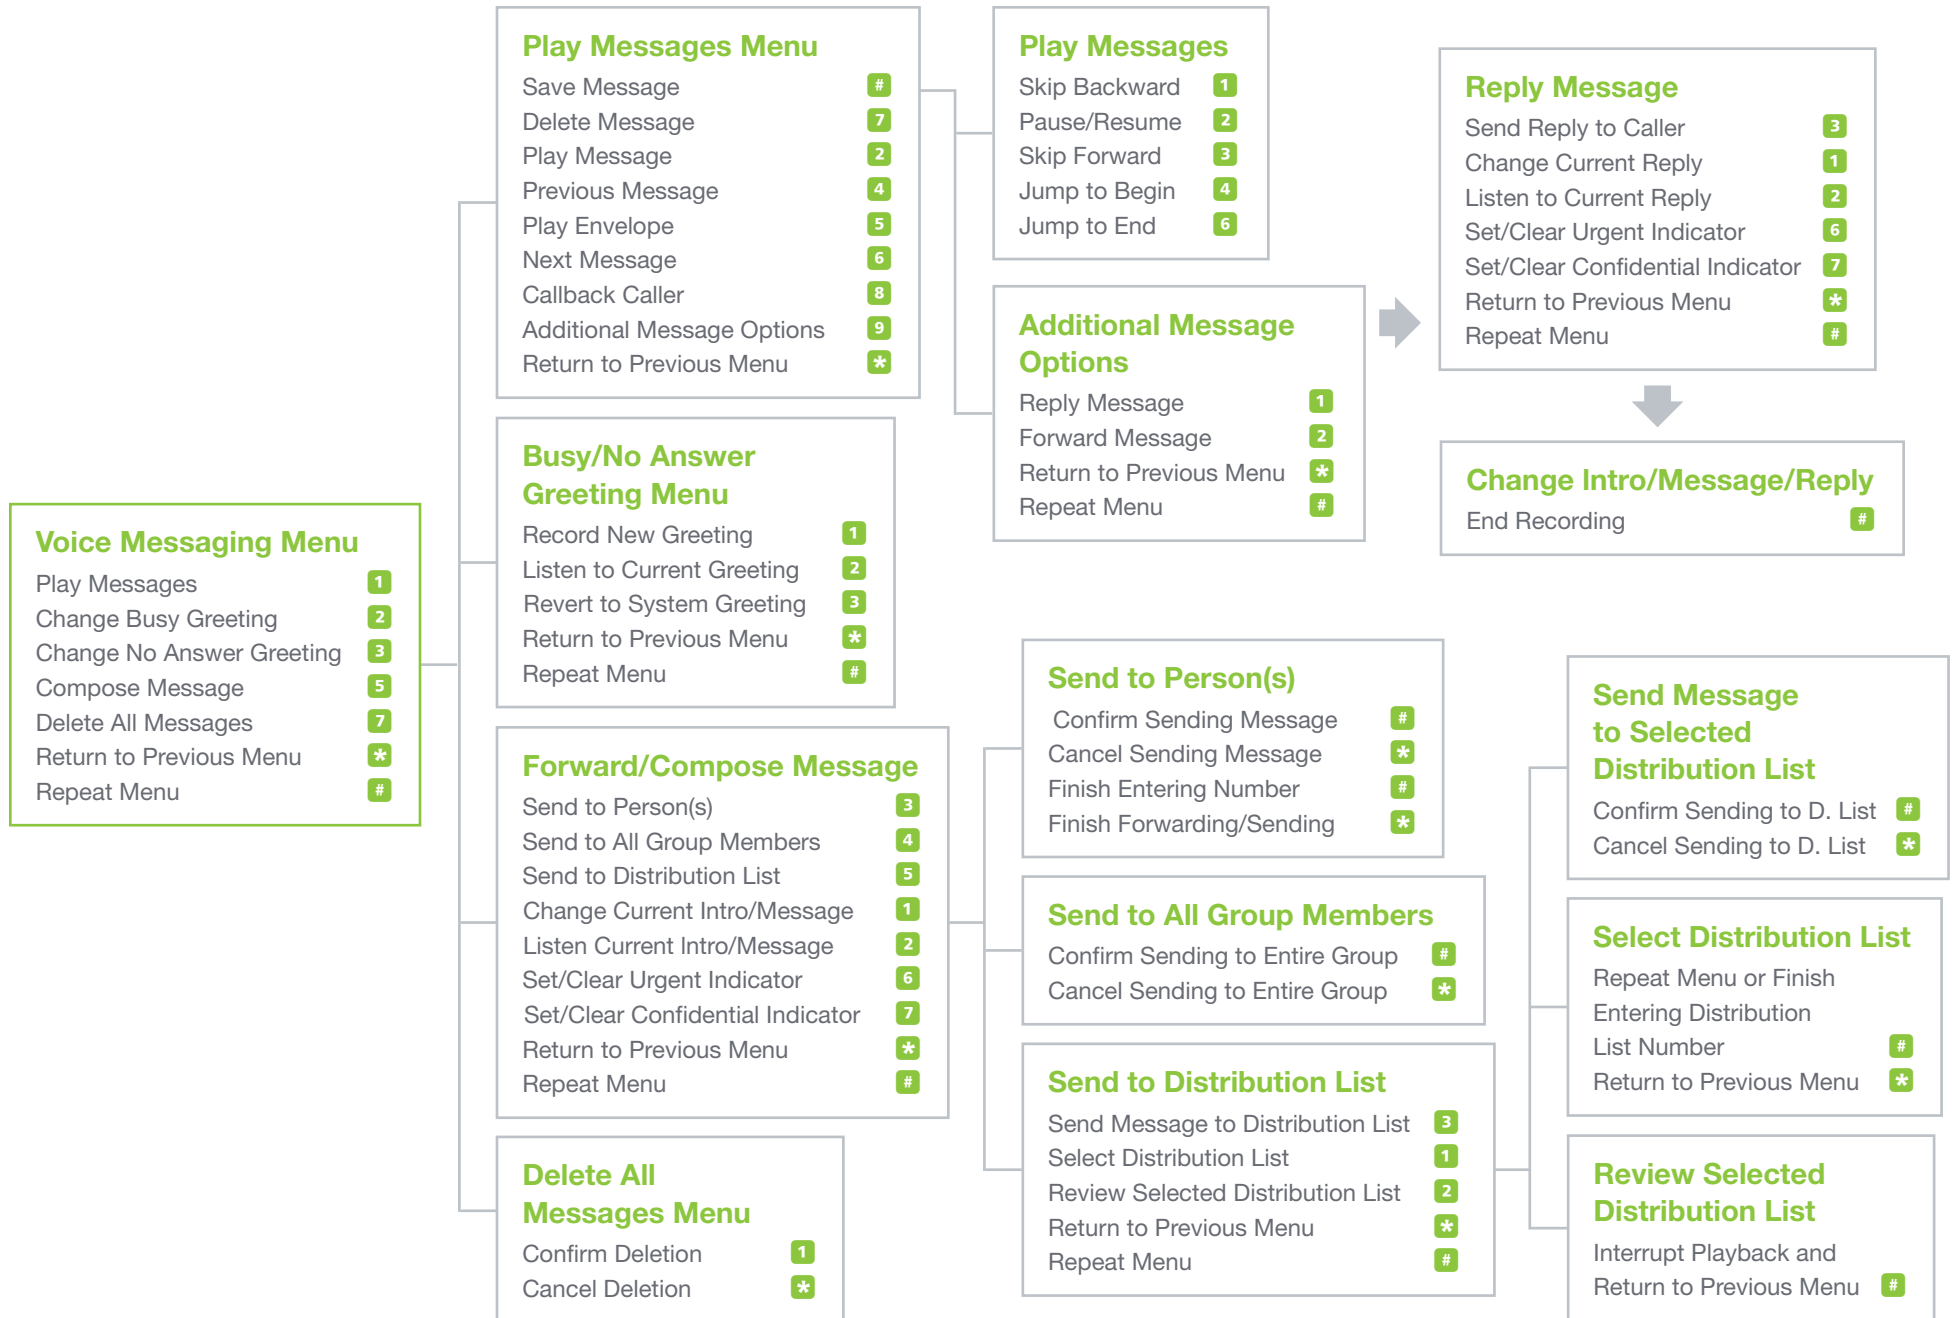 Voice Messaging Menu
Play Messages 1
Change Busy Greeting 2
Change No Answer Greeting 3
Compose Message 5
Delete All Messages 7
Return to Previous Menu *
Repeat Menu #
Play Messages Menu
Save Message #
Delete Message 7
Play Message 2
Previous Message 4
Play Envelope 5
Next Message 6
Callback Caller 8
Additional Message Options 9
Return to Previous Menu *
Busy/No Answer
Greeting Menu
Record New Greeting 1
Listen to Current Greeting 2
Revert to System Greeting 3
Return to Previous Menu *
Repeat Menu #
Forward/Compose Message
Send to Person(s) 3
Send to All Group Members 4
Send to Distribution List 5
Change Current Intro/Message 1
Listen Current Intro/Message 2
Set/Clear Urgent Indicator 6
Set/Clear Confidential Indicator 7
Return to Previous Menu *
Repeat Menu #
Delete All
Messages Menu
Confirm Deletion 1
Cancel Deletion *
Play Messages
Skip Backward 1
Pause/Resume 2
Skip Forward 3
Jump to Begin 4
Jump to End 6
Additional Message
Options
Reply Message 1
Forward Message 2
Return to Previous Menu *
Repeat Menu #
Reply Message
Send Reply to Caller 3
Change Current Reply 1
Listen to Current Reply 2
Set/Clear Urgent Indicator 6
Set/Clear Confidential Indicator 7
Return to Previous Menu *
Repeat Menu #
Change Intro/Message/Reply
End Recording #
Send to Person(s)
Confirm Sending Message #
Cancel Sending Message *
Finish Entering Number #
Finish Forwarding/Sending *
Send to All Group Members
Confirm Sending to Entire Group #
Cancel Sending to Entire Group *
Send to Distribution List
Send Message to Distribution List 3
Select Distribution List 1
Review Selected Distribution List 2
Return to Previous Menu *
Repeat Menu #
Send Message
to Selected
Distribution List
Confirm Sending to D. List #
Cancel Sending to D. List *
Select Distribution List
Repeat Menu or Finish
Entering Distribution
List Number #
Return to Previous Menu *
Review Selected
Distribution List
Interrupt Playback and
Return to Previous Menu #